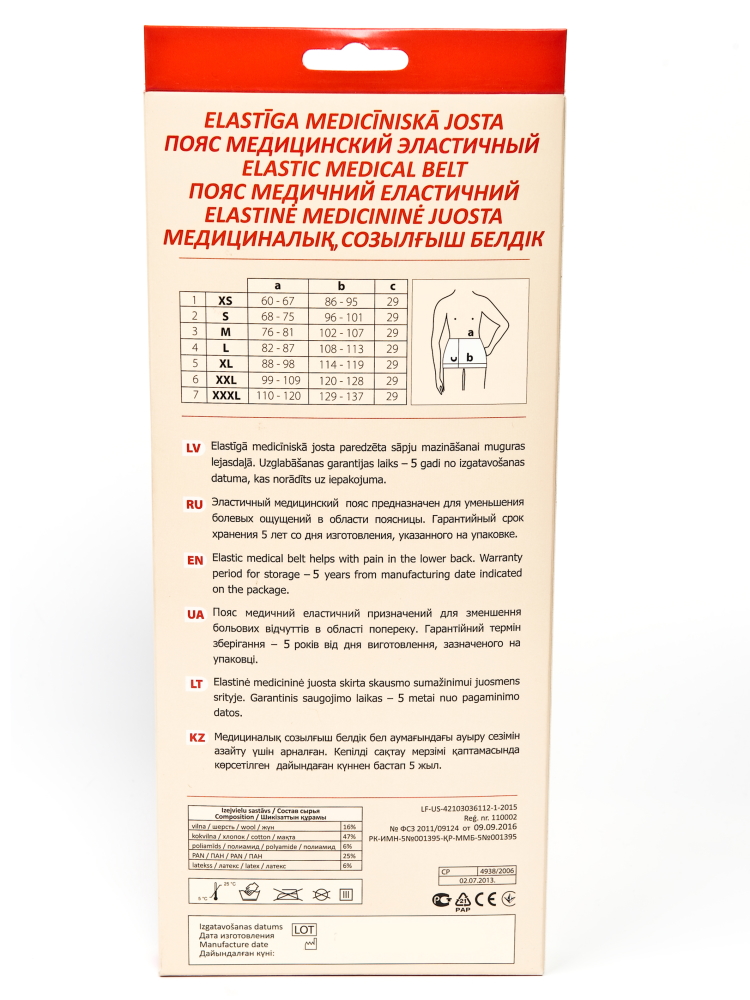 ELASTĪGA MEDICĪNISKĀ JOSTA
ПОЯС МЕДИЦИНСКИЙ ЭЛАСТИЧНЫЙ
ELASTIC MEDICAL BELT
ПОЯС МЕДИЧНИЙ ЕЛАСТИЧНИЙ
ELASTINĖ MEDICININĖ JUOSTA
МЕДИЦИНАЛЫҚ, СОЗЫЛҒЫШ БЕЛДІК
a b c
1 XS 60 - 67 86 - 95 29
2 S 68 - 75 96 - 101 29
3 M 76 - 81 102 - 107 29
4 L 82 - 87 108 - 113 29
5 XL 88 - 98 114 - 119 29
6 XXL 99 - 109 120 - 128 29
7 XXXL 110 - 120 129 - 137 29
a
c b
LV Elastīgā medicīniskā josta paredzēta sāpju mazināšanai muguras
lejasdaļā. Uzglabāšanas garantijas laiks – 5 gadi no izgatavošanas
datuma, kas norādīts uz iepakojuma.
RU Эластичный медицинский пояс предназначен для уменьшения
болевых ощущений в области поясницы. Гарантийный срок
хранения 5 лет со дня изготовления, указанного на упаковке.
EN Elastic medical belt helps with pain in the lower back. Warranty
period for storage – 5 years from manufacturing date indicated
on the package.
UA Пояс медичний еластичний призначений для зменшення
больових відчуттів в області попереку. Гарантійний термін
зберігання – 5 років від дня виготовлення, зазначеного на
упаковці.
LT Elastinė medicininė juosta skirta skausmo sumažinimui juosmens
srityje. Garantinis saugojimo laikas – 5 metai nuo pagaminimo
datos.
KZ Медициналық созылғыш белдік бел аумағындағы ауыру сезімін
азайту үшін арналған. Кепілді сақтау мерзімі қаптамасында
көрсетілген дайындаған күннен бастап 5 жыл.
Izejvielu sastāvs / Состав сырья
Composition / Шикізаттың құрамы
vilna / шерсть / wool / жүн 16%
kokvilna / хлопок / cotton / мақта 47%
poliamīds / полиамид / polyamide / полиамид 6%
PAN / ПАН / PAN / ПАН 25%
latekss / латекс / latex / латекс 6%
5 °C 25 °C
LF-US-42103036112-1-2015
Reģ. nr. 110002
№ ФСЗ 2011/09124 от 09.09.2016
РК-ИМН-5№001395-ҚР-ММБ-5№001395
CP 4938/2006
02.07.2013.
21
PAP
CE
Izgatavošanas datums LOT
Дата изготовления
Manufacture date
Дайындалған күні: